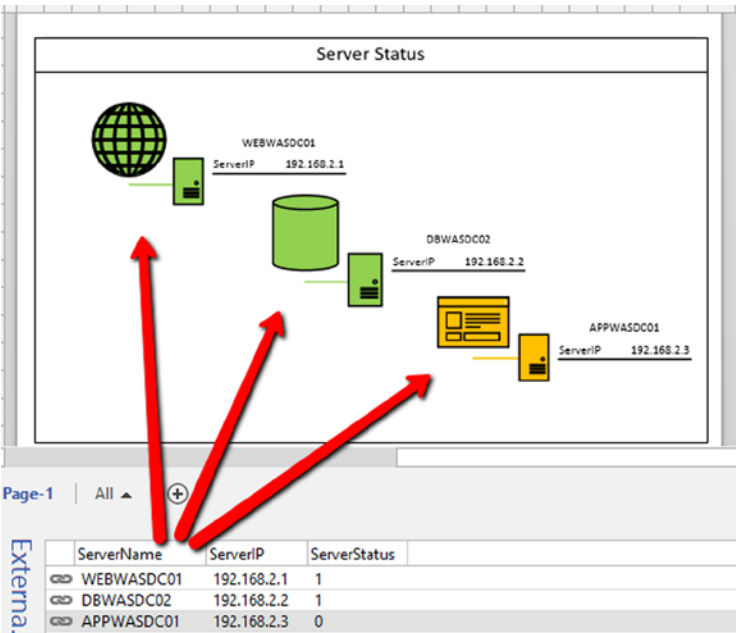 Server Status
WEBWASDC01
ServerIP 192.168.2.1
DBWASDC02
ServerIP 192.168.2.2
APPWASDC01
ServerIP 192.168.2.3
Page-1 All
Externa
ServerName ServerIP ServerStatus
WEBWASDC01 192.168.2.1 1
DBWASDC02 192.168.2.2 1
APPWASDC01 192.168.2.3 0